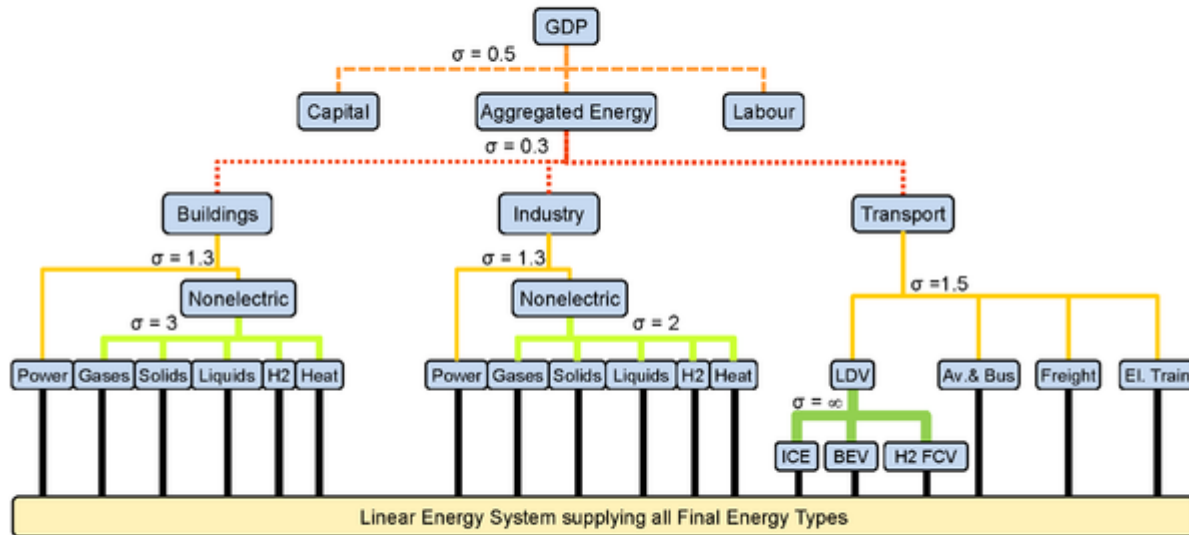 GDP
σ = 0.5
Capital
Aggregated Energy
Labour
σ = 0.3
Buildings
Industry
Transport
σ = 1.3
σ = 1.3
σ =1.5
Nonelectric
Nonelectric
σ = 3
σ = 2
Power Gases Solids Liquids H2 Heat
Power Gases Solids Liquids H2 Heat
LDV
Av.& Bus
Freight
El. Train
σ = ∞
ICE
BEV
H2 FCV
Linear Energy System supplying all Final Energy Types